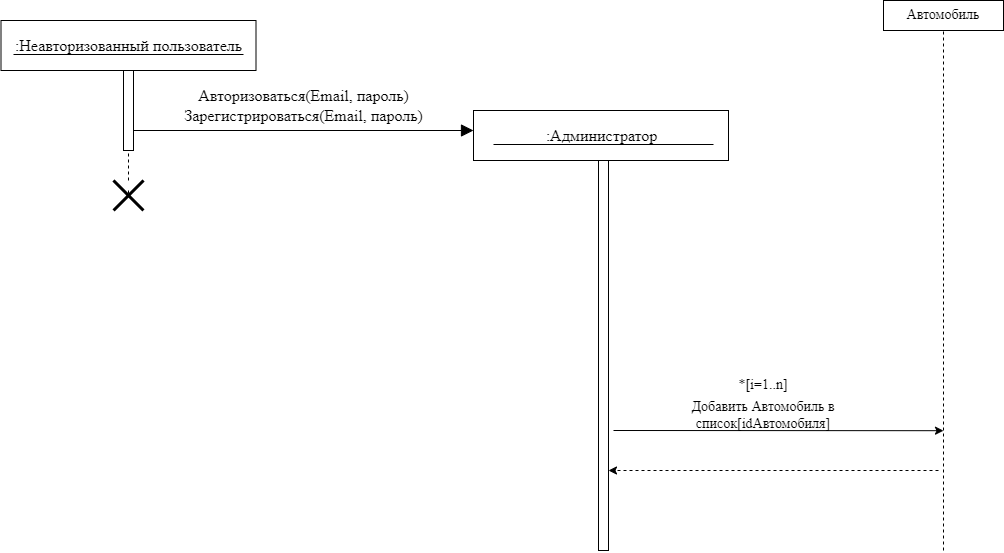 Автомобиль
:Неавторизованный пользователь
Авторизоваться(Email, пароль)
Зарегистрироваться(Email, пароль)
:Администратор
*[i=1..n]
Добавить Автомобиль в
список[idАвтомобиля]